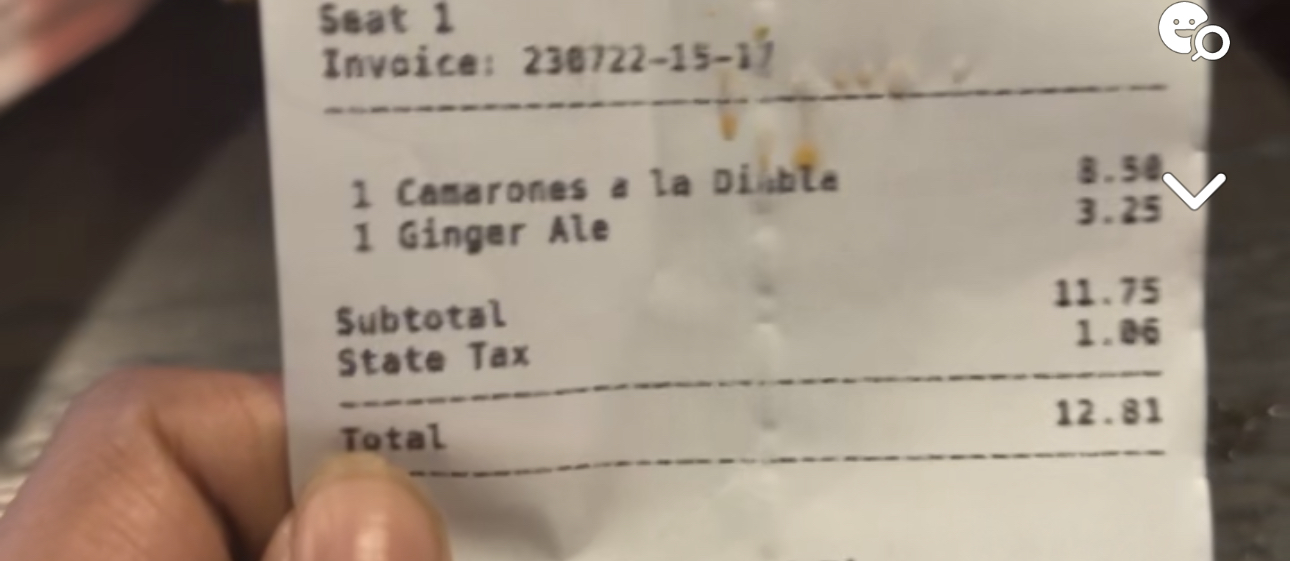 Seat 1
Invoice: 230722-15-17
1 Camarones a la Diabla 8.50
1 Ginger Ale 3.25
Subtotal 11.75
State Tax 1.06
Total 12.81